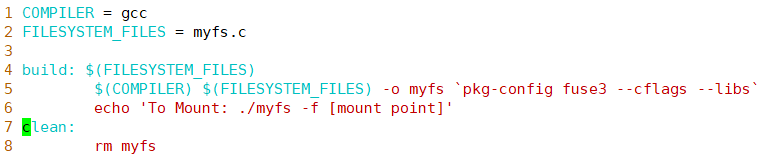 1 COMPILER = gcc
2 FILESYSTEM_FILES = myfs.c
3
4 build: $(FILESYSTEM_FILES)
5         $(COMPILER) $(FILESYSTEM_FILES) -o myfs `pkg-config fuse3 --cflags --libs`
6         echo 'To Mount: ./myfs -f [mount point]'
7 clean:
8         rm myfs